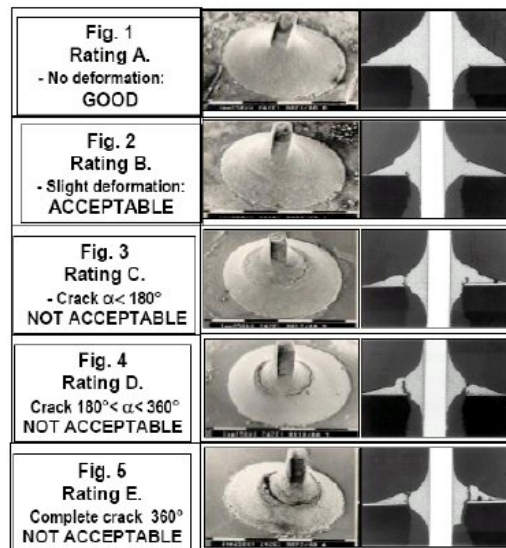 Fig. 1
Rating A.
- No deformation:
GOOD
Fig. 2
Rating B.
- Slight deformation:
ACCEPTABLE
Fig. 3
Rating C.
- Crack α< 180°
NOT ACCEPTABLE
Fig. 4
Rating D.
Crack 180°< α< 360°
NOT ACCEPTABLE
Fig. 5
Rating E.
Complete crack 360°
NOT ACCEPTABLE